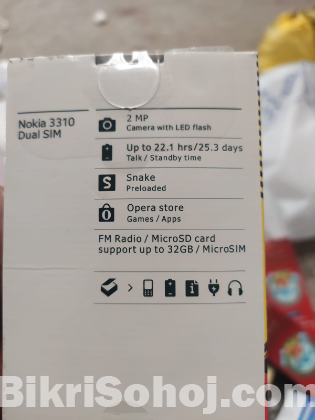 Nokia 3310
Dual SIM
2 MP
Camera with LED flash
Up to 22.1 hrs/25.3 days
Talk / Standby time
Snake
Preloaded
Opera store
Games / Apps
FM Radio / MicroSD card
support up to 32GB / MicroSIM
BikriSohoj.com